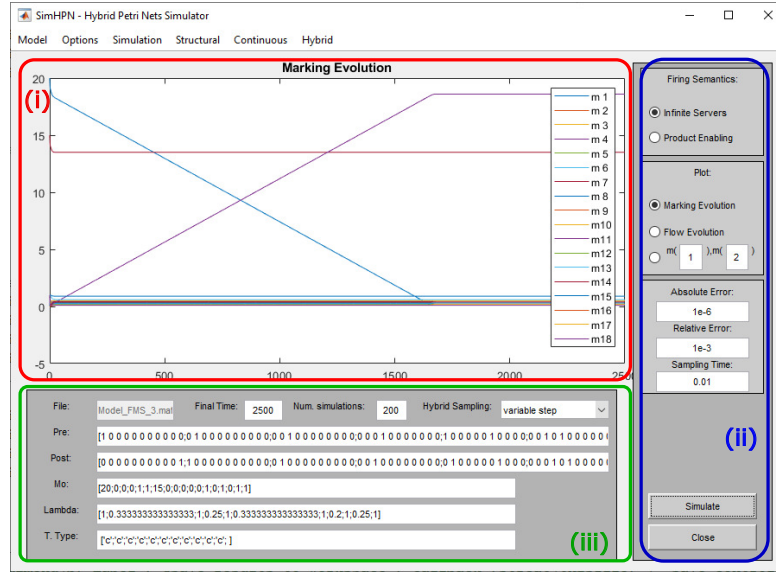 SimHPN - Hybrid Petri Nets Simulator
Model Options Simulation Structural Continuous Hybrid
Marking Evolution
(i)
20
15
10
5
0
-5
0 500 1000 1500 2000 2500
m 1
m 2
m 3
m 4
m 5
m 6
m 7
m 8
m 9
m10
m11
m12
m13
m14
m15
m16
m17
m18
Firing Semantics:
Infinite Servers
Product Enabling
Plot:
Marking Evolution
Flow Evolution
m( 1 ),m( 2 )
Absolute Error:
1e-6
Relative Error:
1e-3
Sampling Time:
0.01
(ii)
Simulate
Close
File: Model_FMS_3.mat Final Time: 2500 Num. simulations: 200 Hybrid Sampling: variable step
Pre: [1 0 0 0 0 0 0 0 0 0 0;0 1 0 0 0 0 0 0 0 0 0;0 0 1 0 0 0 0 0 0 0 0;0 0 0 1 0 0 0 0 0 0 0;1 0 0 0 0 0 1 0 0 0 0;0 0 1 0 1 0 0 0 0 0
Post: [0 0 0 0 0 0 0 0 0 0 1;1 0 0 0 0 0 0 0 0 0 0;0 1 0 0 0 0 0 0 0 0 0;0 0 1 0 0 0 0 0 0 0 0;0 1 0 0 0 0 0 1 0 0 0;0 0 0 1 0 1 0 0 0 0
Mo: [20;0;0;0;1;1;15;0;0;0;0;0;1;0;1;0;1;1]
Lambda: [1;0.333333333333333;1;0.25;1;0.333333333333333;1;0.2;1;0.25;1]
T. Type: ['c';'c';'c';'c';'c';'c';'c';'c';'c';'c';'c'; ]
(iii)